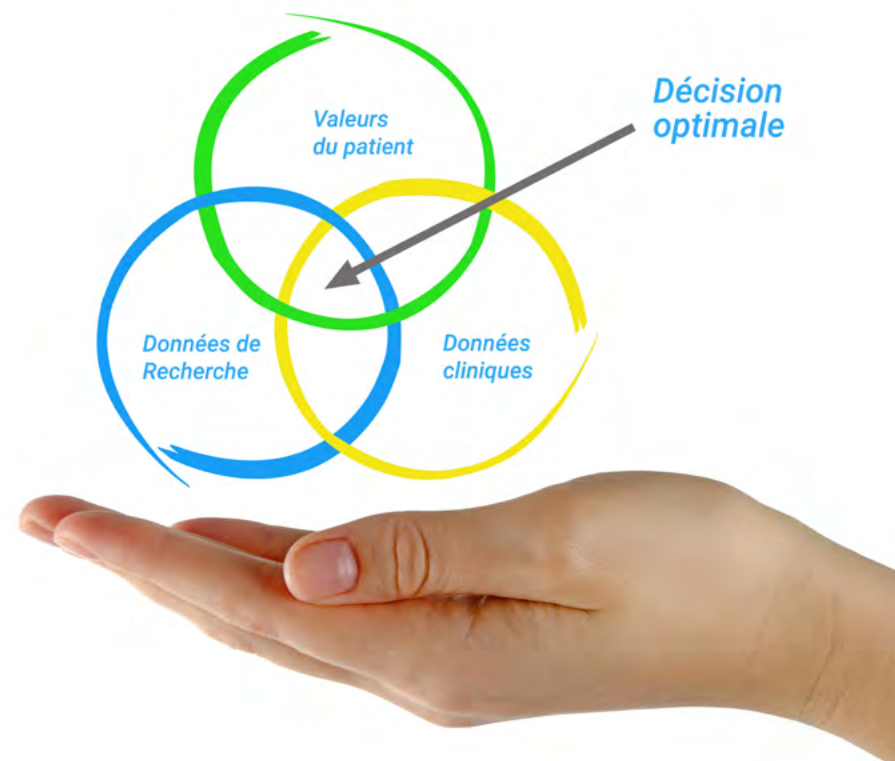 Valeurs
du patient
Décision
optimale
Données de
Recherche
Données
cliniques